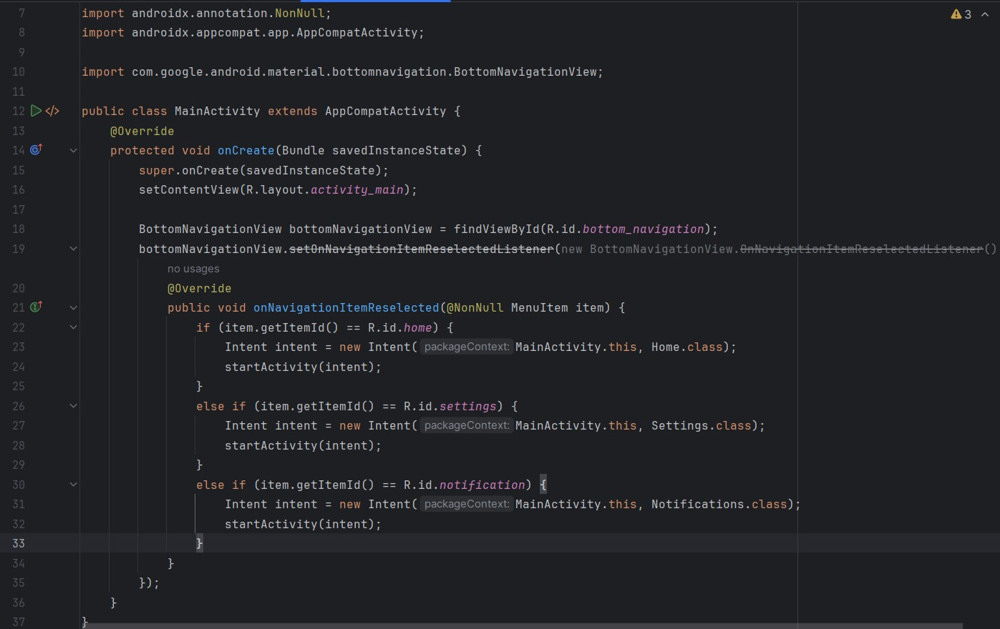 7 import androidx.annotation.NonNull;
8 import androidx.appcompat.app.AppCompatActivity;
9
10 import com.google.android.material.bottomnavigation.BottomNavigationView;
11
12 public class MainActivity extends AppCompatActivity {
13     @Override
14     protected void onCreate(Bundle savedInstanceState) {
15         super.onCreate(savedInstanceState);
16         setContentView(R.layout.activity_main);
17
18         BottomNavigationView bottomNavigationView = findViewById(R.id.bottom_navigation);
19         bottomNavigationView.setOnNavigationItemReselectedListener(new BottomNavigationView.OnNavigationItemReselectedListener()
            no usages
20             @Override
21             public void onNavigationItemReselected(@NonNull MenuItem item) {
22                 if (item.getItemId() == R.id.home) {
23                     Intent intent = new Intent( packageContext: MainActivity.this, Home.class);
24                     startActivity(intent);
25                 }
26                 else if (item.getItemId() == R.id.settings) {
27                     Intent intent = new Intent( packageContext: MainActivity.this, Settings.class);
28                     startActivity(intent);
29                 }
30                 else if (item.getItemId() == R.id.notification) {
31                     Intent intent = new Intent( packageContext: MainActivity.this, Notifications.class);
32                     startActivity(intent);
33                 }
34             }
35         });
36     }
37 }
3